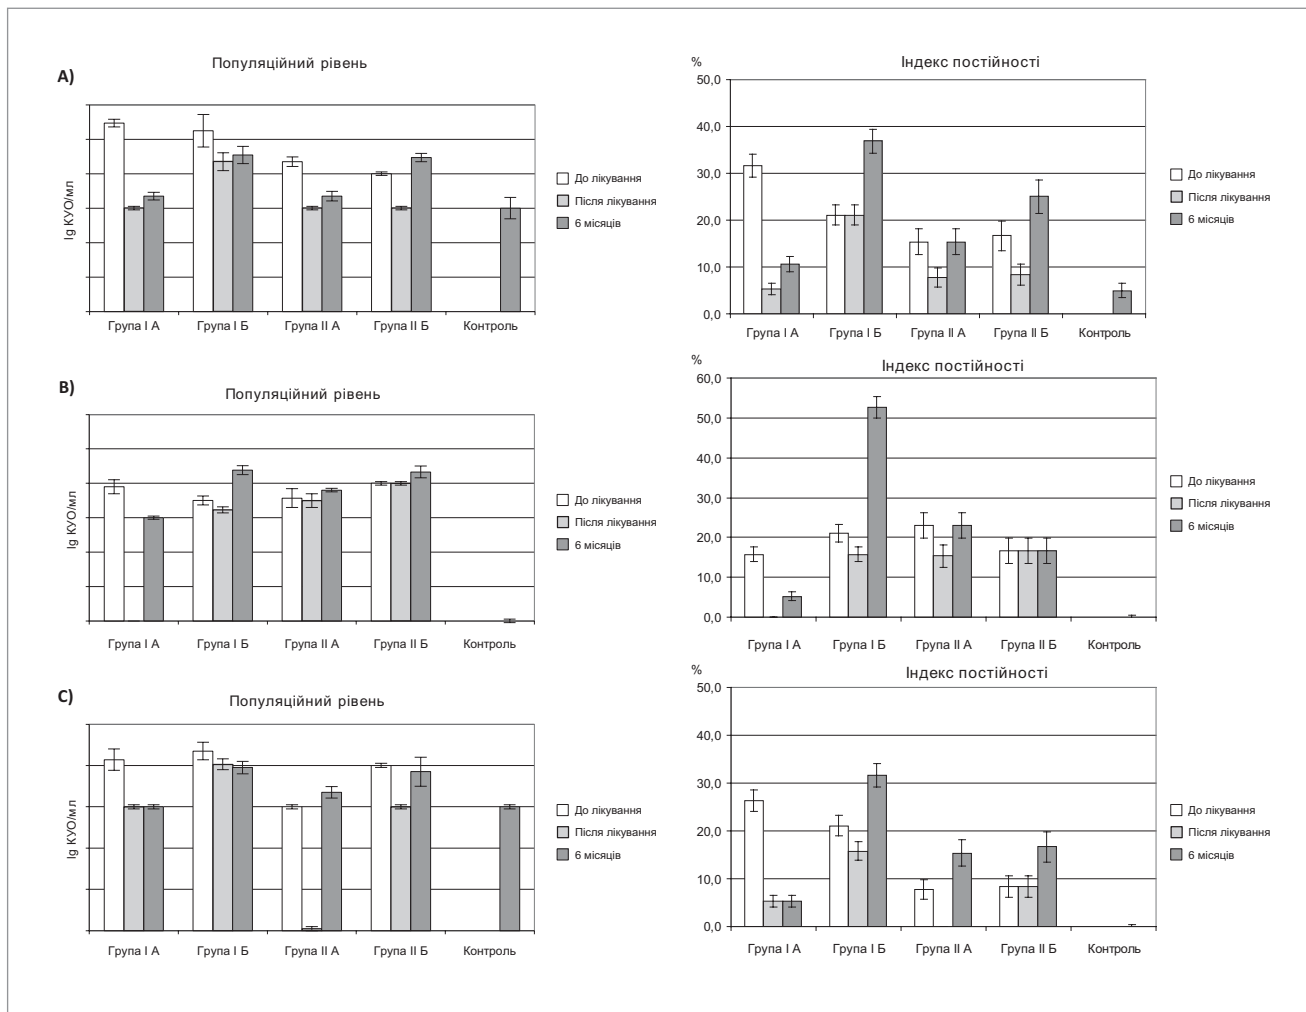 A)
Популяційний рівень
lg КУО/мл
Група I А
Група I Б
Група II А
Група II Б
Контроль
До лікування
Після лікування
6 місяців
%
Індекс постійності
50,0
40,0
30,0
20,0
10,0
0,0
Група I А
Група I Б
Група II А
Група II Б
Контроль
До лікування
Після лікування
6 місяців
B)
Популяційний рівень
lg КУО/мл
Група I А
Група I Б
Група II А
Група II Б
Контроль
До лікування
Після лікування
6 місяців
%
Індекс постійності
60,0
50,0
40,0
30,0
20,0
10,0
0,0
Група I А
Група I Б
Група II А
Група II Б
Контроль
До лікування
Після лікування
6 місяців
C)
Популяційний рівень
lg КУО/мл
Група I А
Група I Б
Група II А
Група II Б
Контроль
До лікування
Після лікування
6 місяців
%
Індекс постійності
50,0
40,0
30,0
20,0
10,0
0,0
Група I А
Група I Б
Група II А
Група II Б
Контроль
До лікування
Після лікування
6 місяців